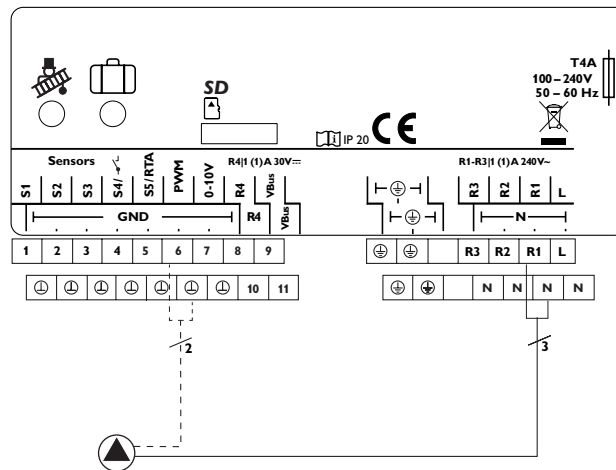 T4A
100 – 240V
50 – 60 Hz
SD
i IP 20 CE
Sensors R4|1 (1) A 30V⎓ R1-R3|1 (1) A 240V~
S1 S2 S3 S4/ S5/RTA PWM 0-10V R4 VBus R3 R2 R1 L
GND R4 VBus N
1 2 3 4 5 6 7 8 9 R3 R2 R1 L
10 11 N N N N
2 3